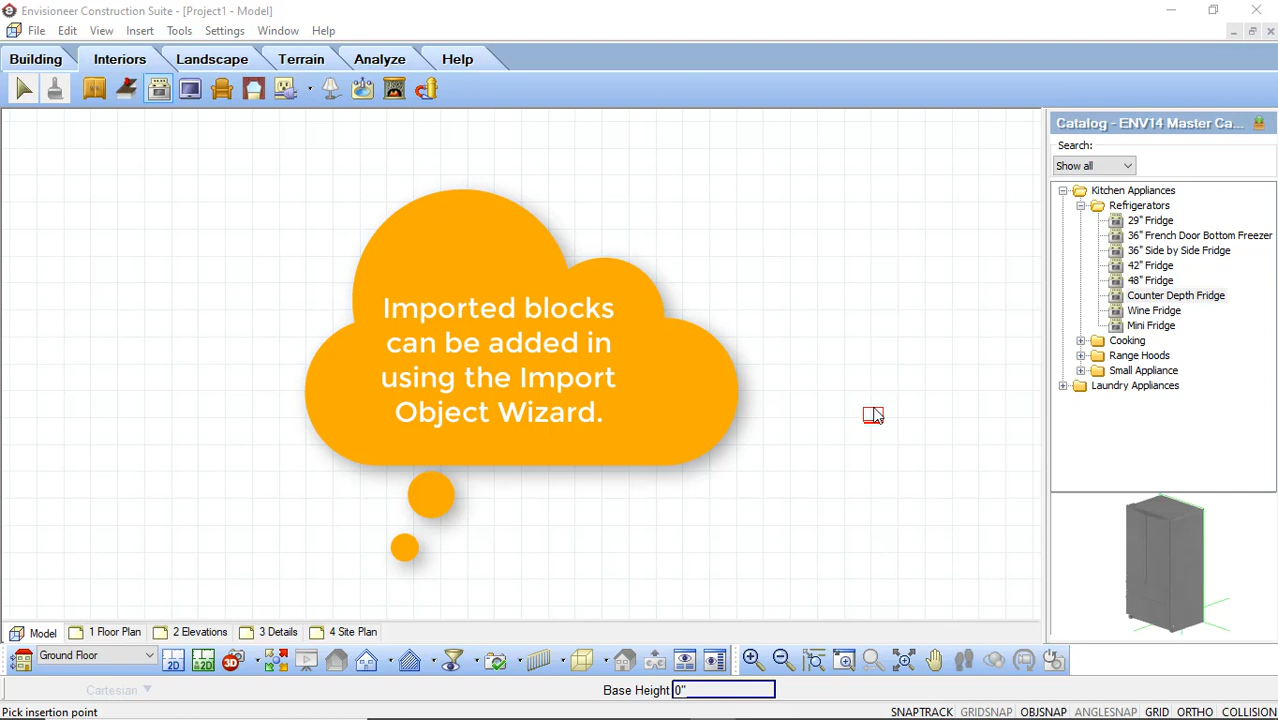 Envisioneer Construction Suite - [Project1 - Model]
File Edit View Insert Tools Settings Window Help
Building Interiors Landscape Terrain Analyze Help
Catalog - ENV14 Master Ca...
Search:
Show all
Kitchen Appliances
Refrigerators
29" Fridge
36" French Door Bottom Freezer
36" Side by Side Fridge
42" Fridge
48" Fridge
Counter Depth Fridge
Wine Fridge
Mini Fridge
Cooking
Range Hoods
Small Appliance
Laundry Appliances
Imported blocks
can be added in
using the Import
Object Wizard.
Model 1 Floor Plan 2 Elevations 3 Details 4 Site Plan
Ground Floor 2D 2D 3D
Cartesian Base Height 0"
Pick insertion point SNAPTRACK GRIDSNAP OBJSNAP ANGLESNAP GRID ORTHO COLLISION